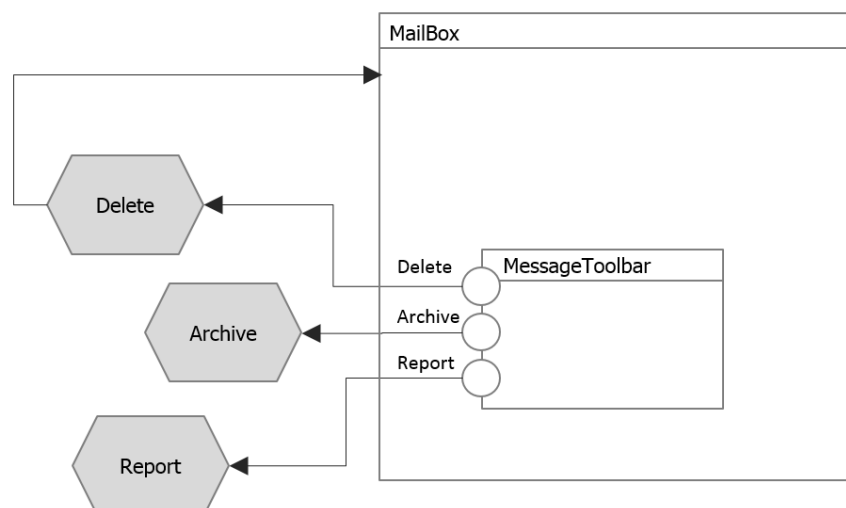 MailBox
Delete
Delete
MessageToolbar
Archive
Archive
Report
Report